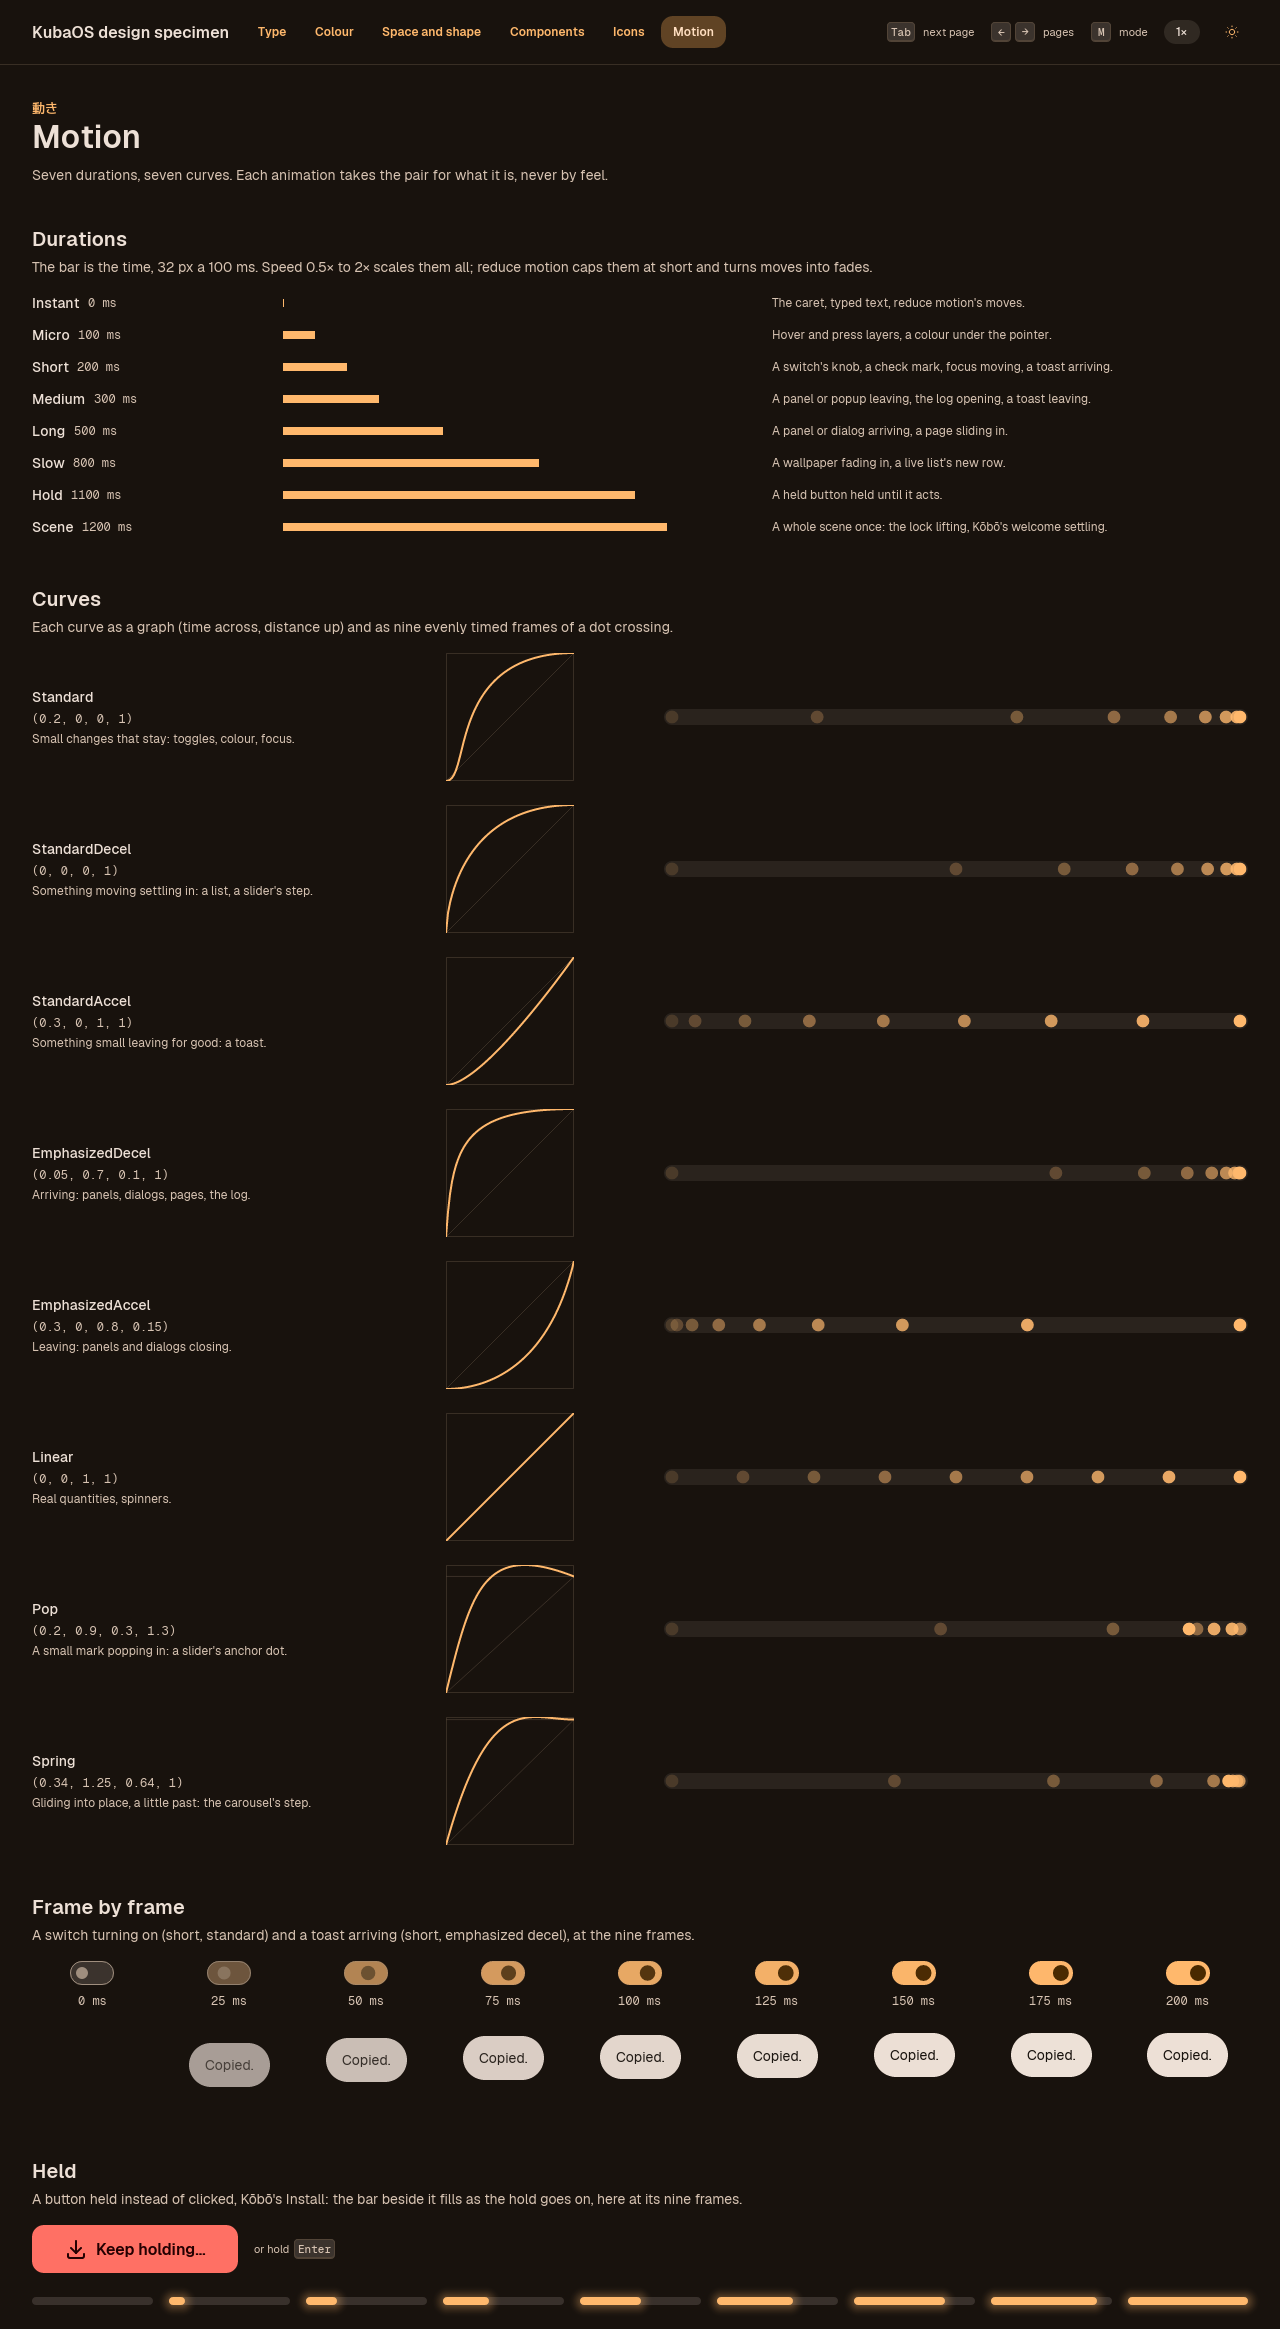 KubaOS design specimen Type Colour Space and shape Components Icons Motion Tab next page ← → pages M mode 1×
動き
Motion
Seven durations, seven curves. Each animation takes the pair for what it is, never by feel.
Durations
The bar is the time, 32 px a 100 ms. Speed 0.5× to 2× scales them all; reduce motion caps them at short and turns moves into fades.
Instant 0 ms The caret, typed text, reduce motion's moves.
Micro 100 ms Hover and press layers, a colour under the pointer.
Short 200 ms A switch's knob, a check mark, focus moving, a toast arriving.
Medium 300 ms A panel or popup leaving, the log opening, a toast leaving.
Long 500 ms A panel or dialog arriving, a page sliding in.
Slow 800 ms A wallpaper fading in, a live list's new row.
Hold 1100 ms A held button held until it acts.
Scene 1200 ms A whole scene once: the lock lifting, Kōbō's welcome settling.
Curves
Each curve as a graph (time across, distance up) and as nine evenly timed frames of a dot crossing.
Standard
(0.2, 0, 0, 1)
Small changes that stay: toggles, colour, focus.
StandardDecel
(0, 0, 0, 1)
Something moving settling in: a list, a slider's step.
StandardAccel
(0.3, 0, 1, 1)
Something small leaving for good: a toast.
EmphasizedDecel
(0.05, 0.7, 0.1, 1)
Arriving: panels, dialogs, pages, the log.
EmphasizedAccel
(0.3, 0, 0.8, 0.15)
Leaving: panels and dialogs closing.
Linear
(0, 0, 1, 1)
Real quantities, spinners.
Pop
(0.2, 0.9, 0.3, 1.3)
A small mark popping in: a slider's anchor dot.
Spring
(0.34, 1.25, 0.64, 1)
Gliding into place, a little past: the carousel's step.
Frame by frame
A switch turning on (short, standard) and a toast arriving (short, emphasized decel), at the nine frames.
0 ms 25 ms 50 ms 75 ms 100 ms 125 ms 150 ms 175 ms 200 ms
Copied. Copied. Copied. Copied. Copied. Copied. Copied. Copied.
Held
A button held instead of clicked, Kōbō's Install: the bar beside it fills as the hold goes on, here at its nine frames.
Keep holding… or hold Enter